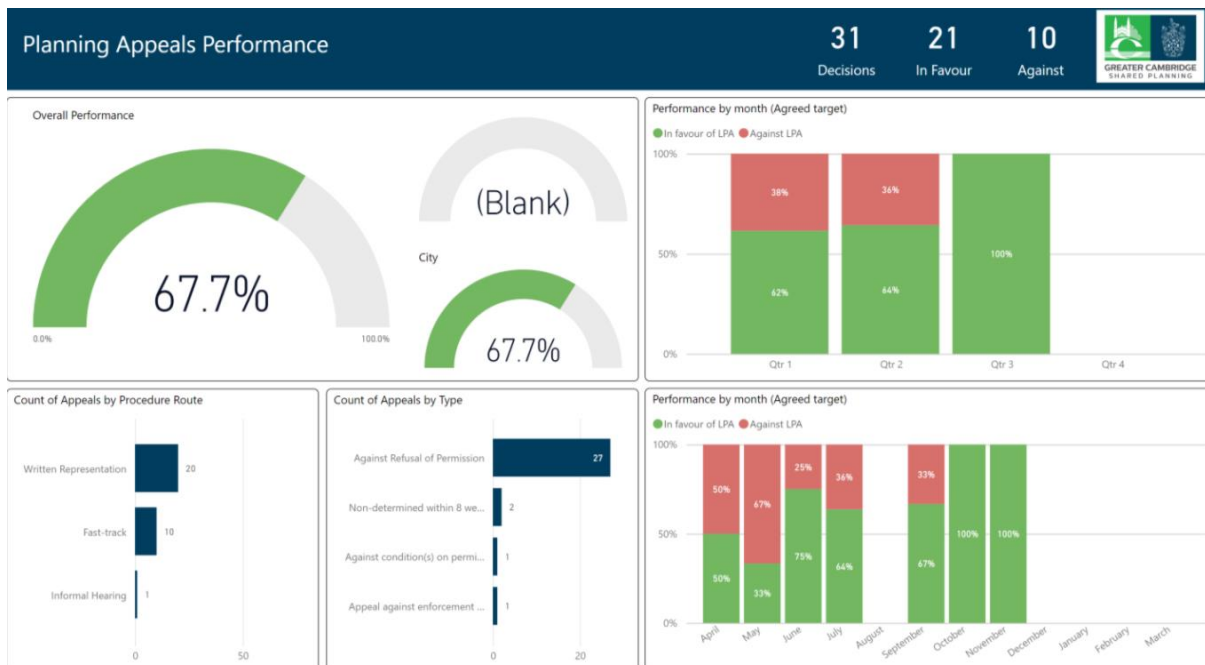 Planning Appeals Performance
31
Decisions
21
In Favour
10
Against
GREATER CAMBRIDGE
SHARED PLANNING
Overall Performance
67.7%
0.0%
100.0%
(Blank)
City
67.7%
Performance by month (Agreed target)
In favour of LPA Against LPA
100%
50%
0%
38%
62%
36%
64%
100%
Qtr 1
Qtr 2
Qtr 3
Qtr 4
Count of Appeals by Procedure Route
Written Representation
20
Fast-track
10
Informal Hearing
1
0
50
Count of Appeals by Type
Against Refusal of Permission
27
Non-determined within 8 we...
2
Against condition(s) on permi...
1
Appeal against enforcement ...
1
0
20
Performance by month (Agreed target)
In favour of LPA Against LPA
100%
50%
0%
50%
50%
67%
33%
25%
75%
36%
64%
33%
67%
100%
100%
April
May
June
July
August
September
October
November
December
January
February
March